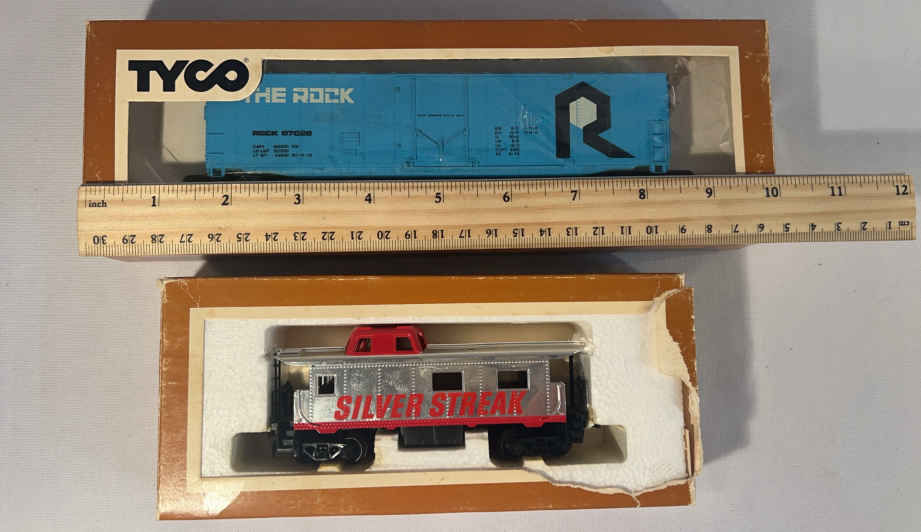 TYCO
THE ROCK
ROCK 57026
R
inch 1 2 3 4 5 6 7 8 9 10 11 12
30 29 28 27 26 25 24 23 22 21 20 19 18 17 16 15 14 13 12 11 10 9 8 7 6 5 4 3 2 1 cm
SILVER STREAK